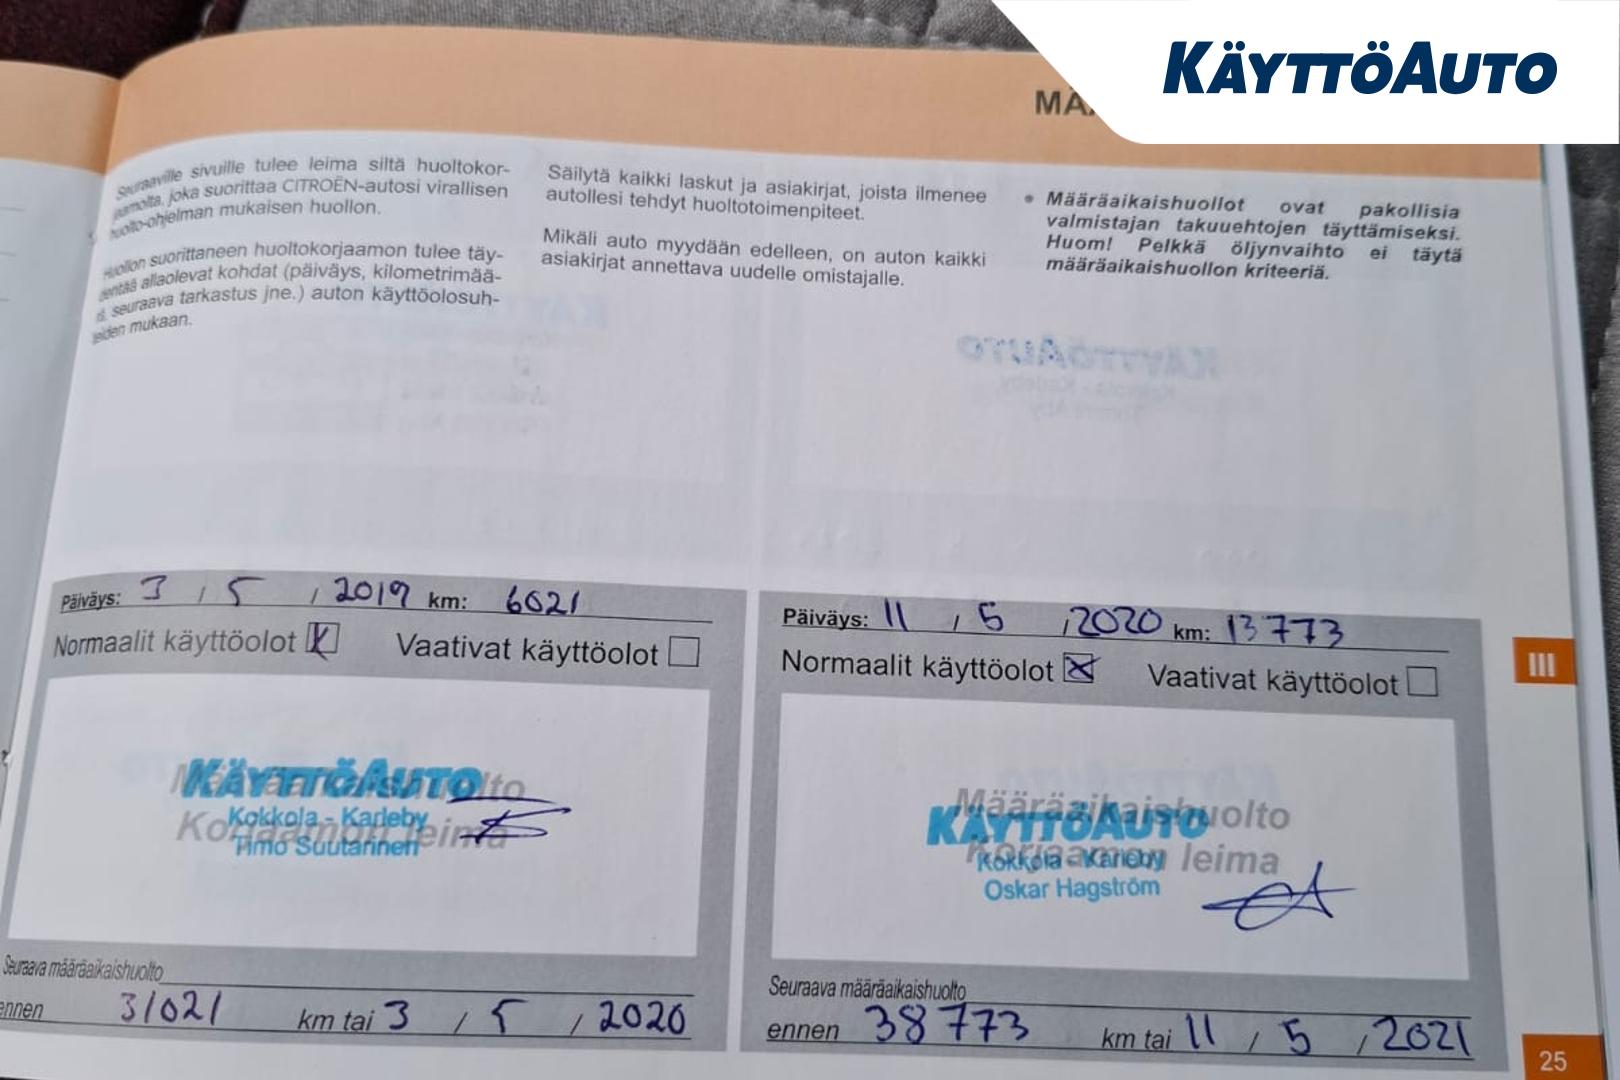 KÄYTTÖAUTO
Seuraaville sivuille tulee leima siltä huoltokor-
joka suorittaa CITROËN-autosi virallisen
huolto-ohjelman mukaisen huollon.
Huollon suorittaneen huoltokorjaamon tulee täy-
allaolevat kohdat (päiväys, kilometrimää-
seuraava tarkastus jne.) auton käyttöolosuh-
teiden mukaan.
Säilytä kaikki laskut ja asiakirjat, joista ilmenee
autollesi tehdyt huoltotoimenpiteet.
Mikäli auto myydään edelleen, on auton kaikki
asiakirjat annettava uudelle omistajalle.
• Määräaikaishuollot ovat pakollisia
valmistajan takuuehtojen täyttämiseksi.
Huom! Pelkkä öljynvaihto ei täytä
määräaikaishuollon kriteeriä.
Päiväys: 3 / 5 / 2019 km: 6021
Normaalit käyttöolot X Vaativat käyttöolot
Määräaikaishuolto
Korjaamon leima
KÄYTTÖAUTO
Kokkola - Karleby
Timo Suutarinen
Seuraava määräaikaishuolto
ennen 31021 km tai 3 / 5 / 2020
Päiväys: 11 / 5 / 2020 km: 13773
Normaalit käyttöolot X Vaativat käyttöolot
Määräaikaishuolto
Korjaamon leima
KÄYTTÖAUTO
Kokkola - Karleby
Oskar Hagström
Seuraava määräaikaishuolto
ennen 38773 km tai 11 / 5 / 2021
III
25